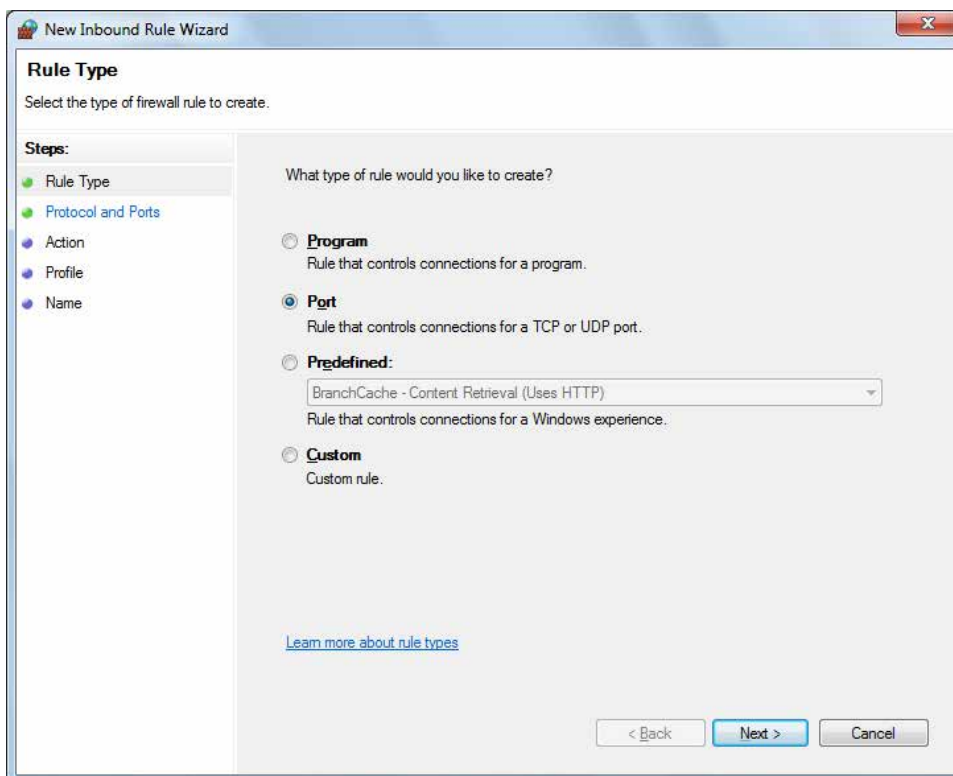 New Inbound Rule Wizard
Rule Type
Select the type of firewall rule to create.
Steps:
Rule Type
Protocol and Ports
Action
Profile
Name
What type of rule would you like to create?
Program
Rule that controls connections for a program.
Port
Rule that controls connections for a TCP or UDP port.
Predefined:
BranchCache - Content Retrieval (Uses HTTP)
Rule that controls connections for a Windows experience.
Custom
Custom rule.
Learn more about rule types
< Back Next > Cancel